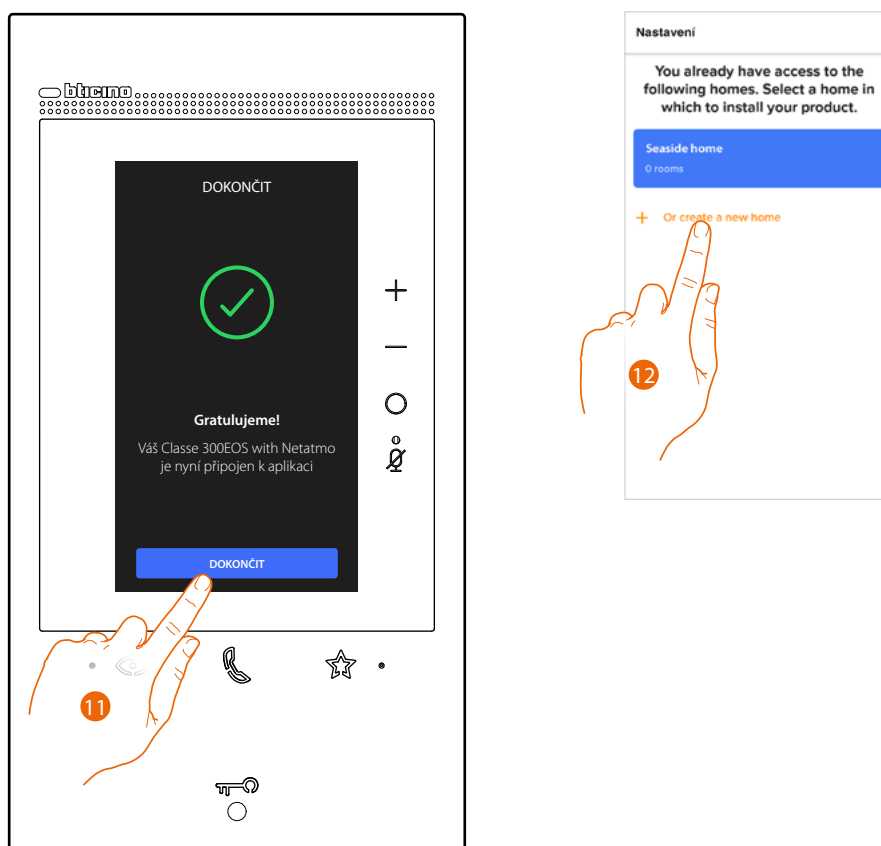 bticino
DOKONČIT
Gratulujeme!
Váš Classe 300EOS with Netatmo
je nyní připojen k aplikaci
DOKONČIT
11
Nastavení
You already have access to the
following homes. Select a home in
which to install your product.
Seaside home
0 rooms
+ Or create a new home
12